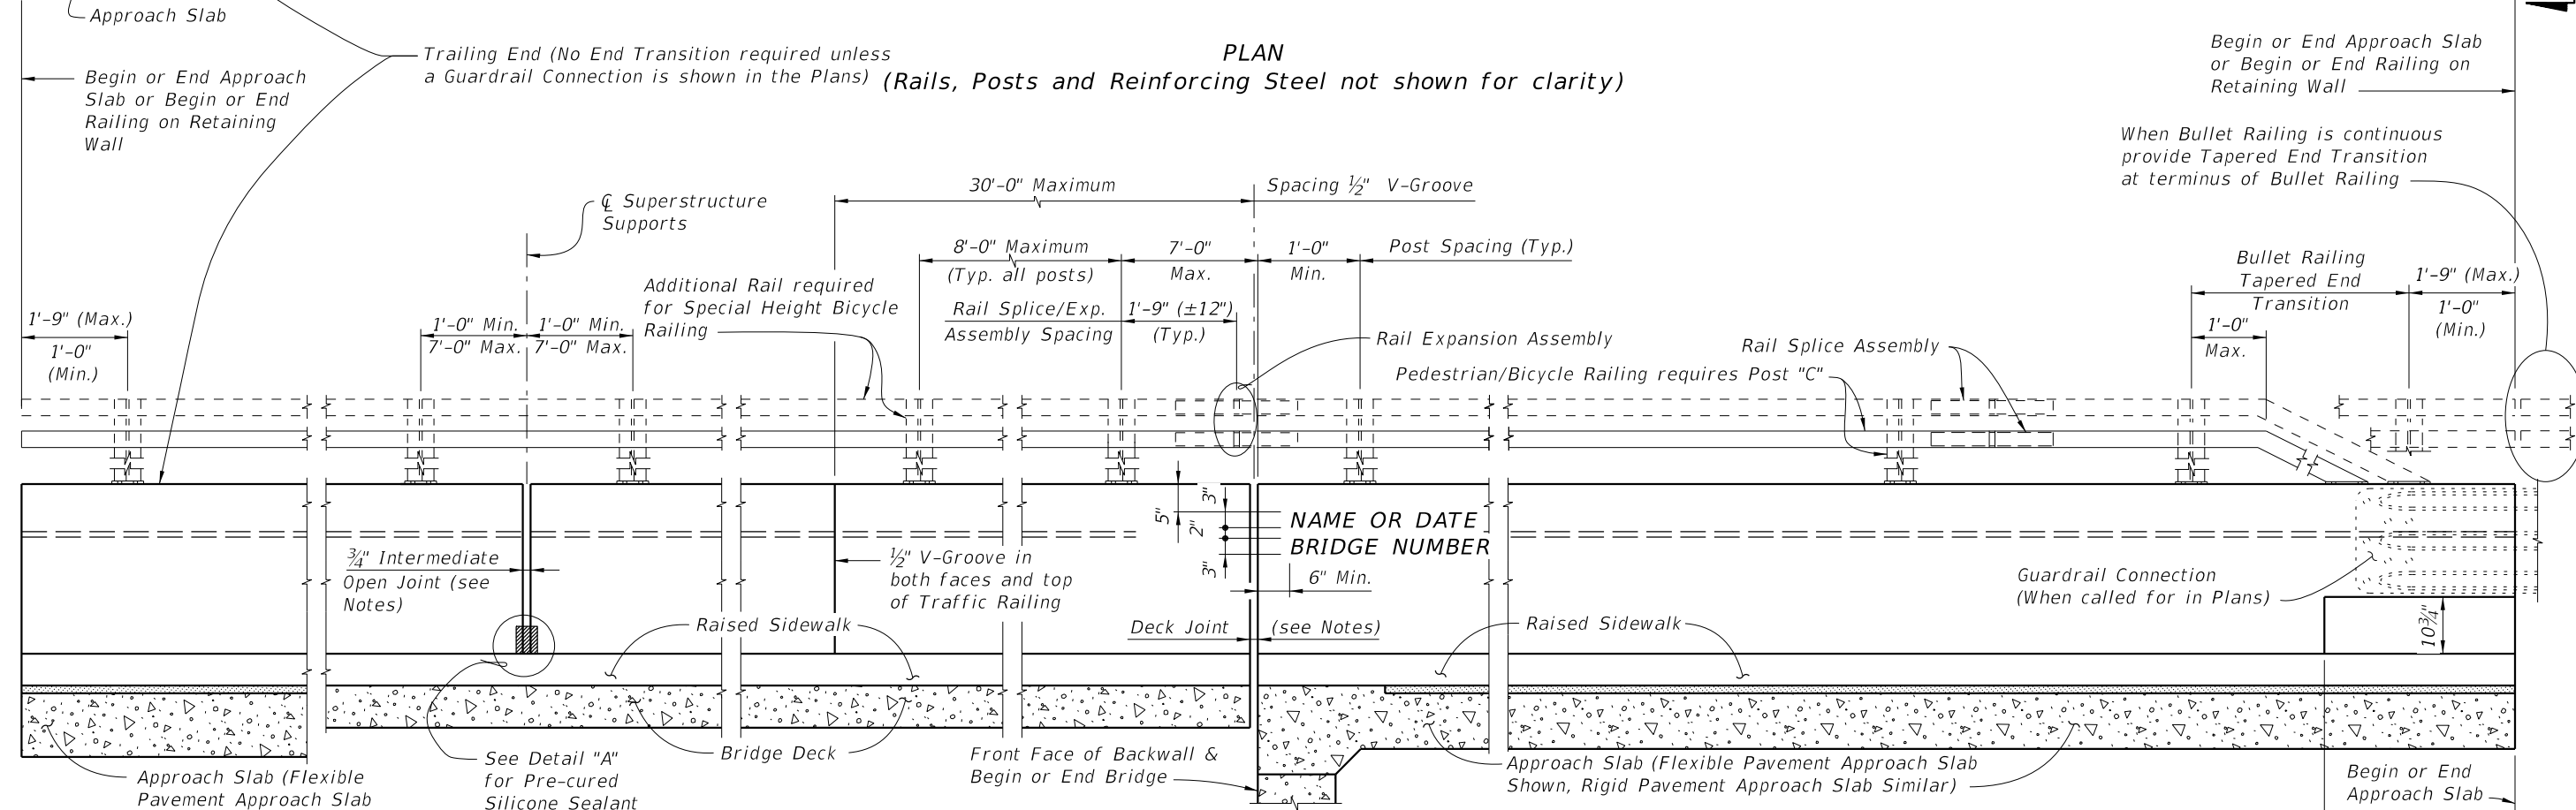 Approach Slab
Trailing End (No End Transition required unless
a Guardrail Connection is shown in the Plans)
PLAN
(Rails, Posts and Reinforcing Steel not shown for clarity)
Begin or End Approach
Slab or Begin or End
Railing on Retaining
Wall
Begin or End Approach Slab
or Begin or End Railing on
Retaining Wall
When Bullet Railing is continuous
provide Tapered End Transition
at terminus of Bullet Railing
℄ Superstructure
Supports
30'-0" Maximum
Spacing ½" V-Groove
8'-0" Maximum
(Typ. all posts)
7'-0"
Max.
1'-0"
Min.
Post Spacing (Typ.)
Additional Rail required
for Special Height Bicycle
Railing
Rail Splice/Exp.
Assembly Spacing
1'-9" (±12")
(Typ.)
Bullet Railing
Tapered End
Transition
1'-9" (Max.)
1'-0"
(Min.)
1'-0"
Max.
1'-9" (Max.)
1'-0"
(Min.)
1'-0" Min.
7'-0" Max.
1'-0" Min.
7'-0" Max.
Rail Expansion Assembly
Rail Splice Assembly
Pedestrian/Bicycle Railing requires Post "C"
5"
3"
2"
3"
NAME OR DATE
BRIDGE NUMBER
6" Min.
¾" Intermediate
Open Joint (see
Notes)
½" V-Groove in
both faces and top
of Traffic Railing
Guardrail Connection
(When called for in Plans)
10¾"
Raised Sidewalk
Deck Joint
(see Notes)
Raised Sidewalk
Approach Slab (Flexible
Pavement Approach Slab
See Detail "A"
for Pre-cured
Silicone Sealant
Bridge Deck
Front Face of Backwall &
Begin or End Bridge
Approach Slab (Flexible Pavement Approach Slab
Shown, Rigid Pavement Approach Slab Similar)
Begin or End
Approach Slab